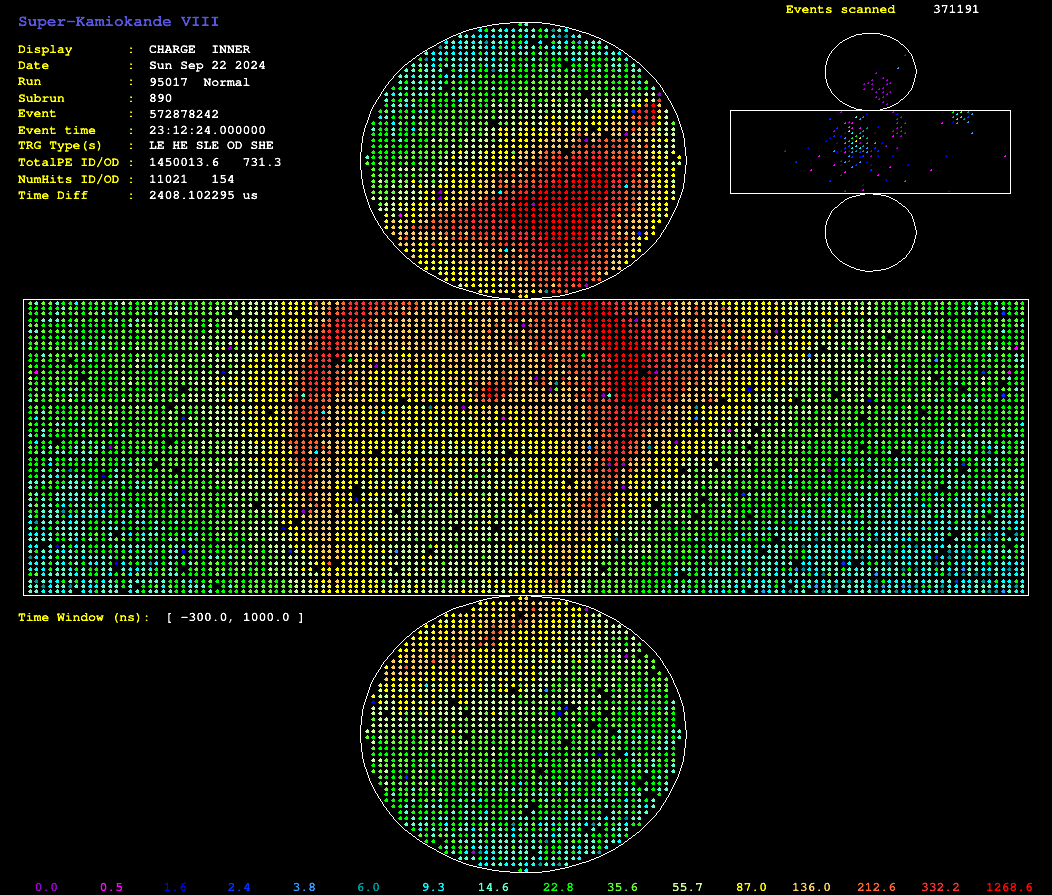 Super-Kamiokande VIII
Events scanned 371191
Display : CHARGE INNER
Date : Sun Sep 22 2024
Run : 95017 Normal
Subrun : 890
Event : 572878242
Event time : 23:12:24.000000
TRG Type(s) : LE HE SLE OD SHE
TotalPE ID/OD : 1450013.6 731.3
NumHits ID/OD : 11021 154
Time Diff : 2408.102295 us
Time Window (ns): [ -300.0, 1000.0 ]
0.0 0.5 1.6 2.4 3.8 6.0 9.3 14.6 22.8 35.6 55.7 87.0 136.0 212.6 332.2 1268.6